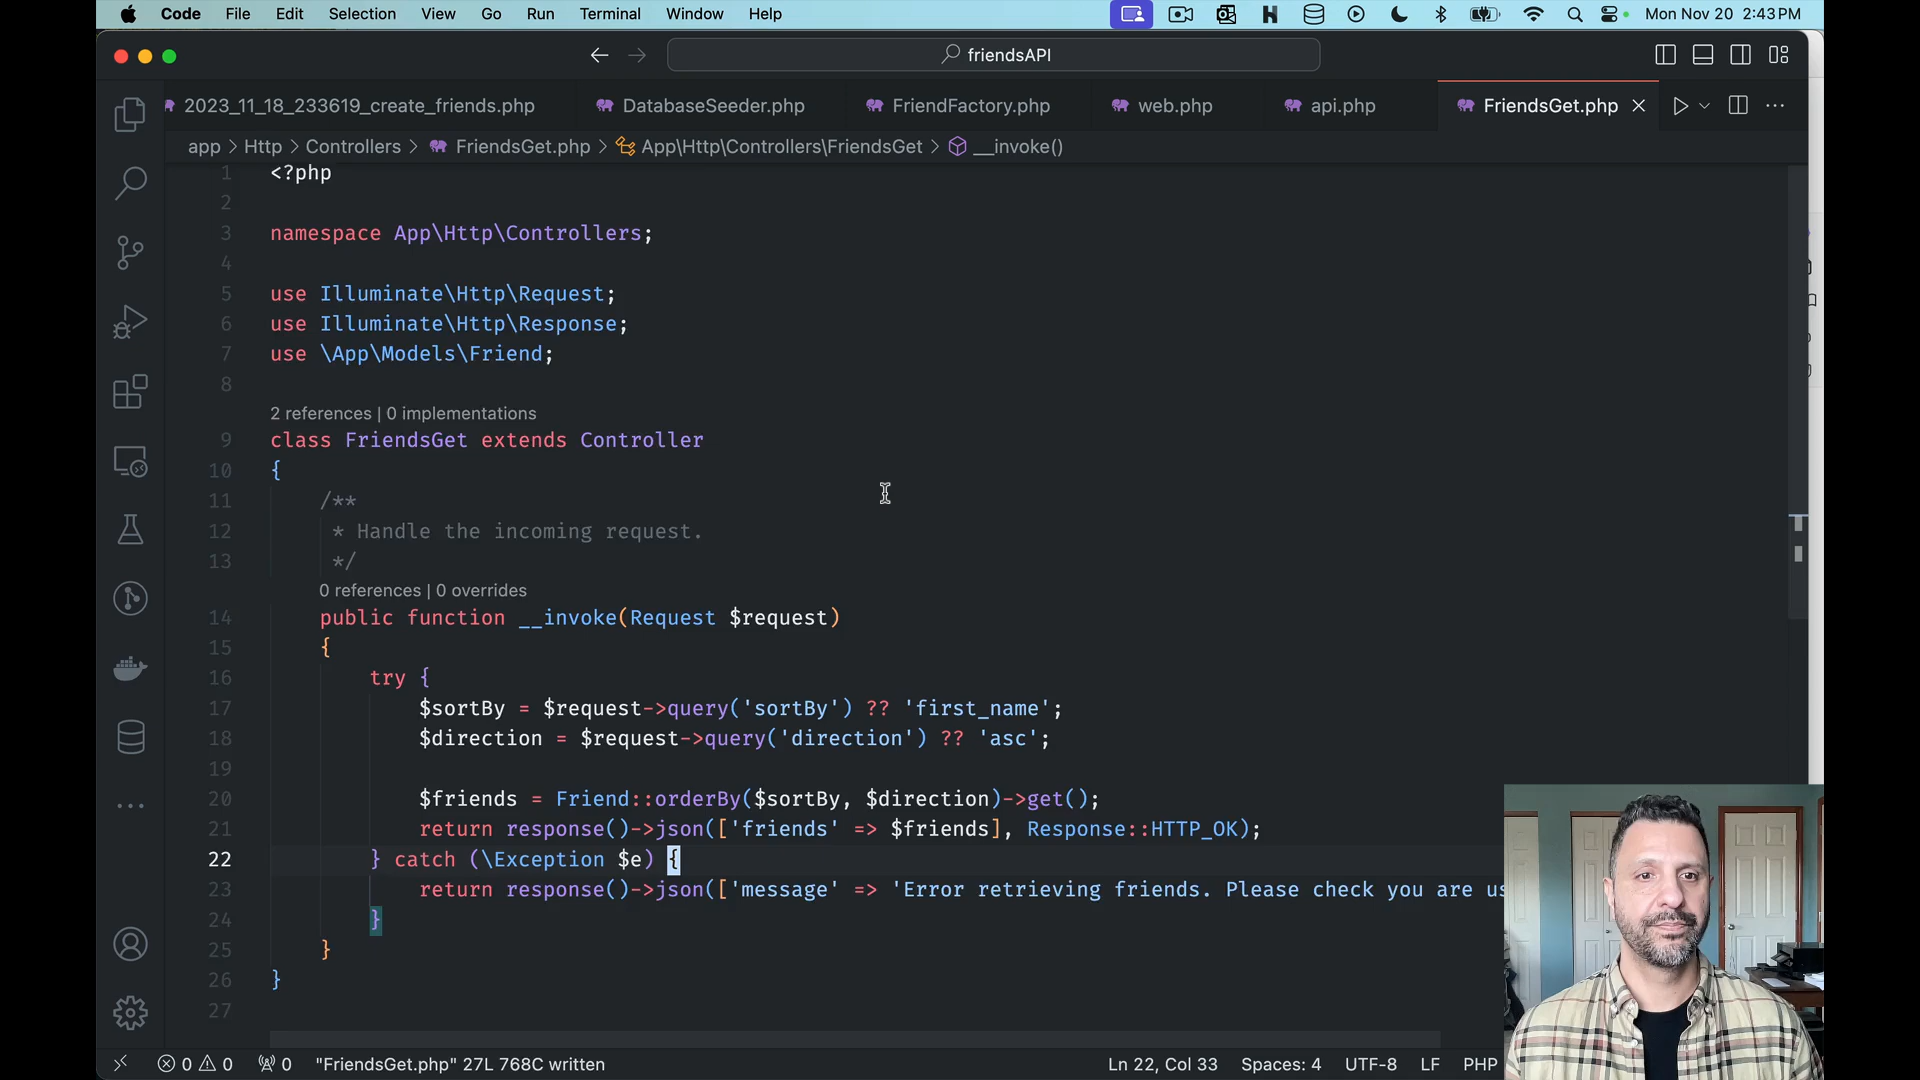 Code File Edit Selection View Go Run Terminal Window Help Mon Nov 20 2:43 PM
friendsAPI
2023_11_18_233619_create_friends.php DatabaseSeeder.php FriendFactory.php web.php api.php FriendsGet.php
app > Http > Controllers > FriendsGet.php > App\Http\Controllers\FriendsGet > __invoke()
1 <?php
2
3 namespace App\Http\Controllers;
4
5 use Illuminate\Http\Request;
6 use Illuminate\Http\Response;
7 use \App\Models\Friend;
8
2 references | 0 implementations
9 class FriendsGet extends Controller
10 {
11 /**
12 * Handle the incoming request.
13 */
0 references | 0 overrides
14 public function __invoke(Request $request)
15 {
16 try {
17 $sortBy = $request->query('sortBy') ?? 'first_name';
18 $direction = $request->query('direction') ?? 'asc';
19
20 $friends = Friend::orderBy($sortBy, $direction)->get();
21 return response()->json(['friends' => $friends], Response::HTTP_OK);
22 } catch (\Exception $e) {
23 return response()->json(['message' => 'Error retrieving friends. Please check you are us
24 }
25 }
26 }
27
0 0 0 "FriendsGet.php" 27L 768C written Ln 22, Col 33 Spaces: 4 UTF-8 LF PHP